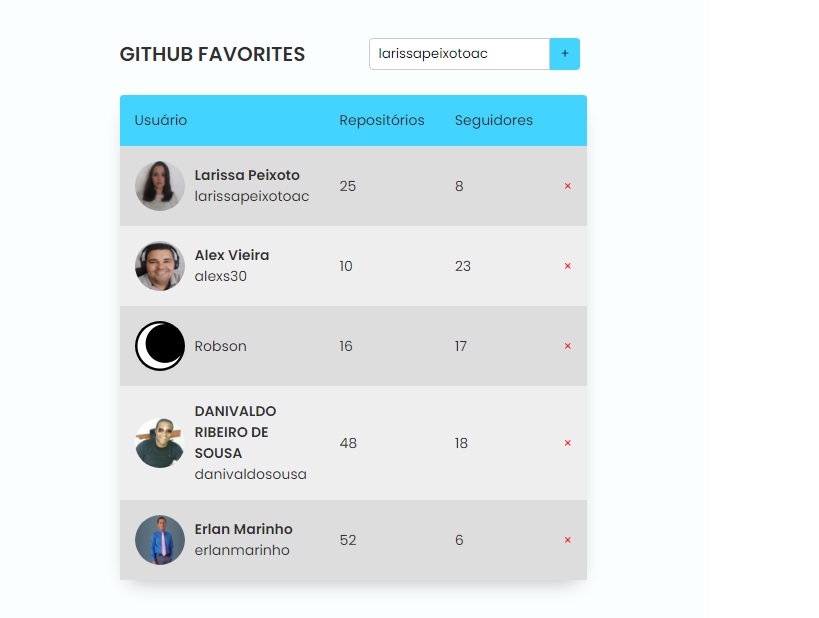 GITHUB FAVORITES
larissapeixotoac +
Usuário Repositórios Seguidores
Larissa Peixoto
larissapeixotoac
25 8 ×
Alex Vieira
alexs30
10 23 ×
Robson 16 17 ×
DANIVALDO
RIBEIRO DE
SOUSA
danivaldosousa
48 18 ×
Erlan Marinho
erlanmarinho
52 6 ×